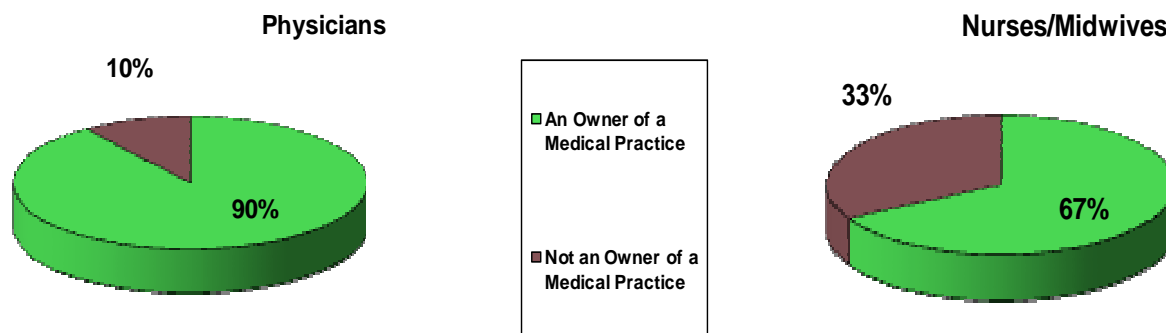 Physicians
10%
90%
An Owner of a
Medical Practice
Not an Owner of a
Medical Practice
Nurses/Midwives
33%
67%